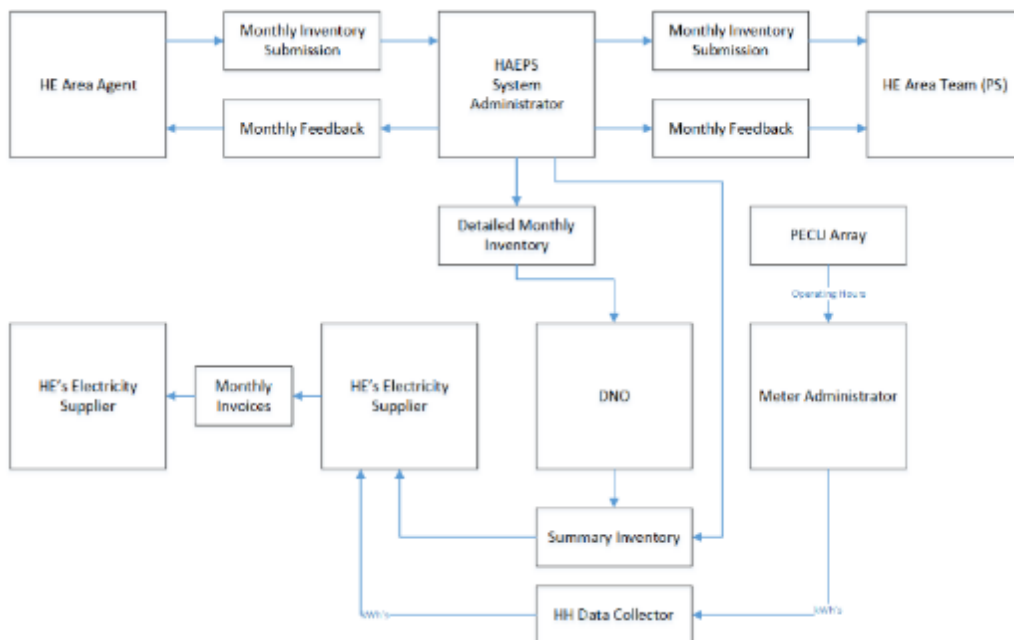 Monthly Inventory
Submission
Monthly Inventory
Submission
HE Area Agent
HAEPS
System
Administrator
HE Area Team (PS)
Monthly Feedback
Monthly Feedback
Detailed Monthly
Inventory
PECU Array
Operating Hours
HE's Electricity
Supplier
Monthly
Invoices
HE's Electricity
Supplier
DNO
Meter Administrator
Summary Inventory
kWh's
HH Data Collector
kWh's